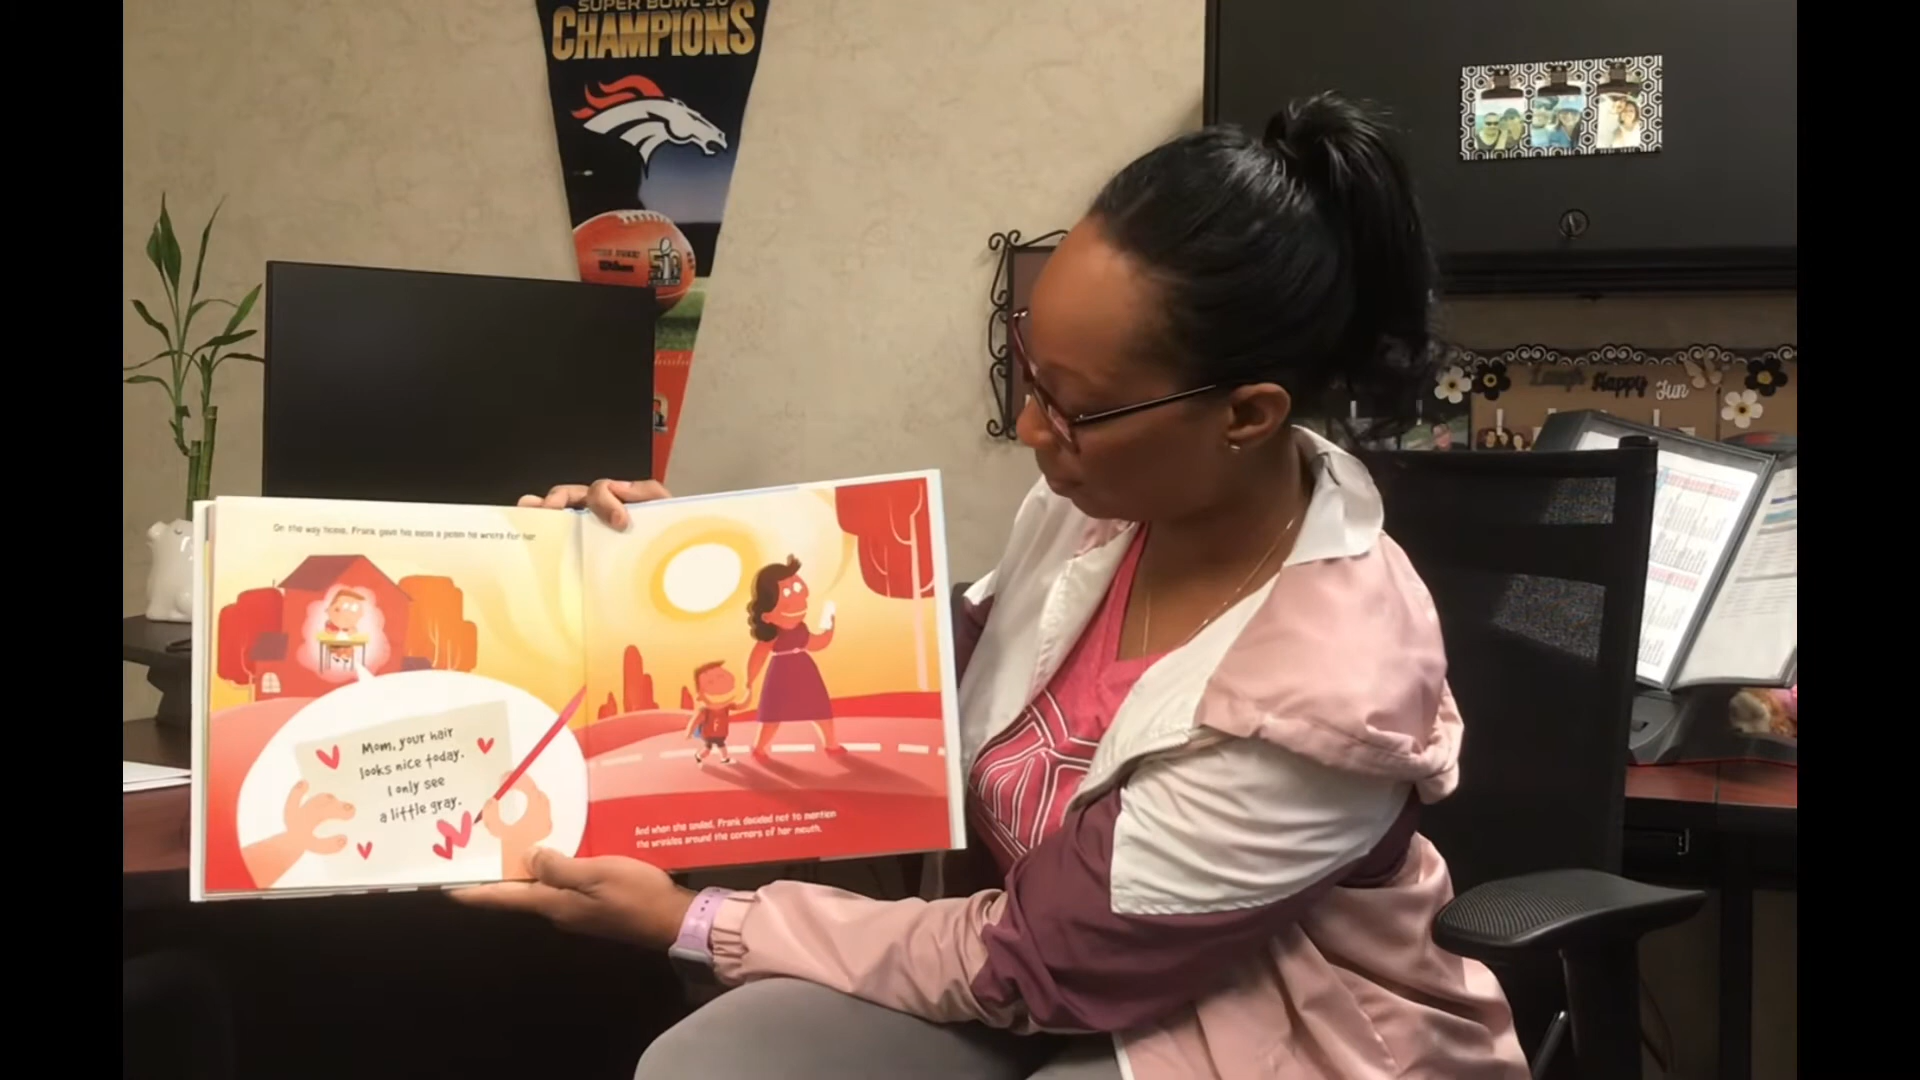 SUPER BOWL 50
CHAMPIONS
Wilson
50
Laugh Happy Fun
On the way home, Frank gave his mom a poem he wrote for her.
Mom, your hair
looks nice today.
I only see
a little gray.
F
And when she smiled, Frank decided not to mention
the wrinkles around the corners of her mouth.